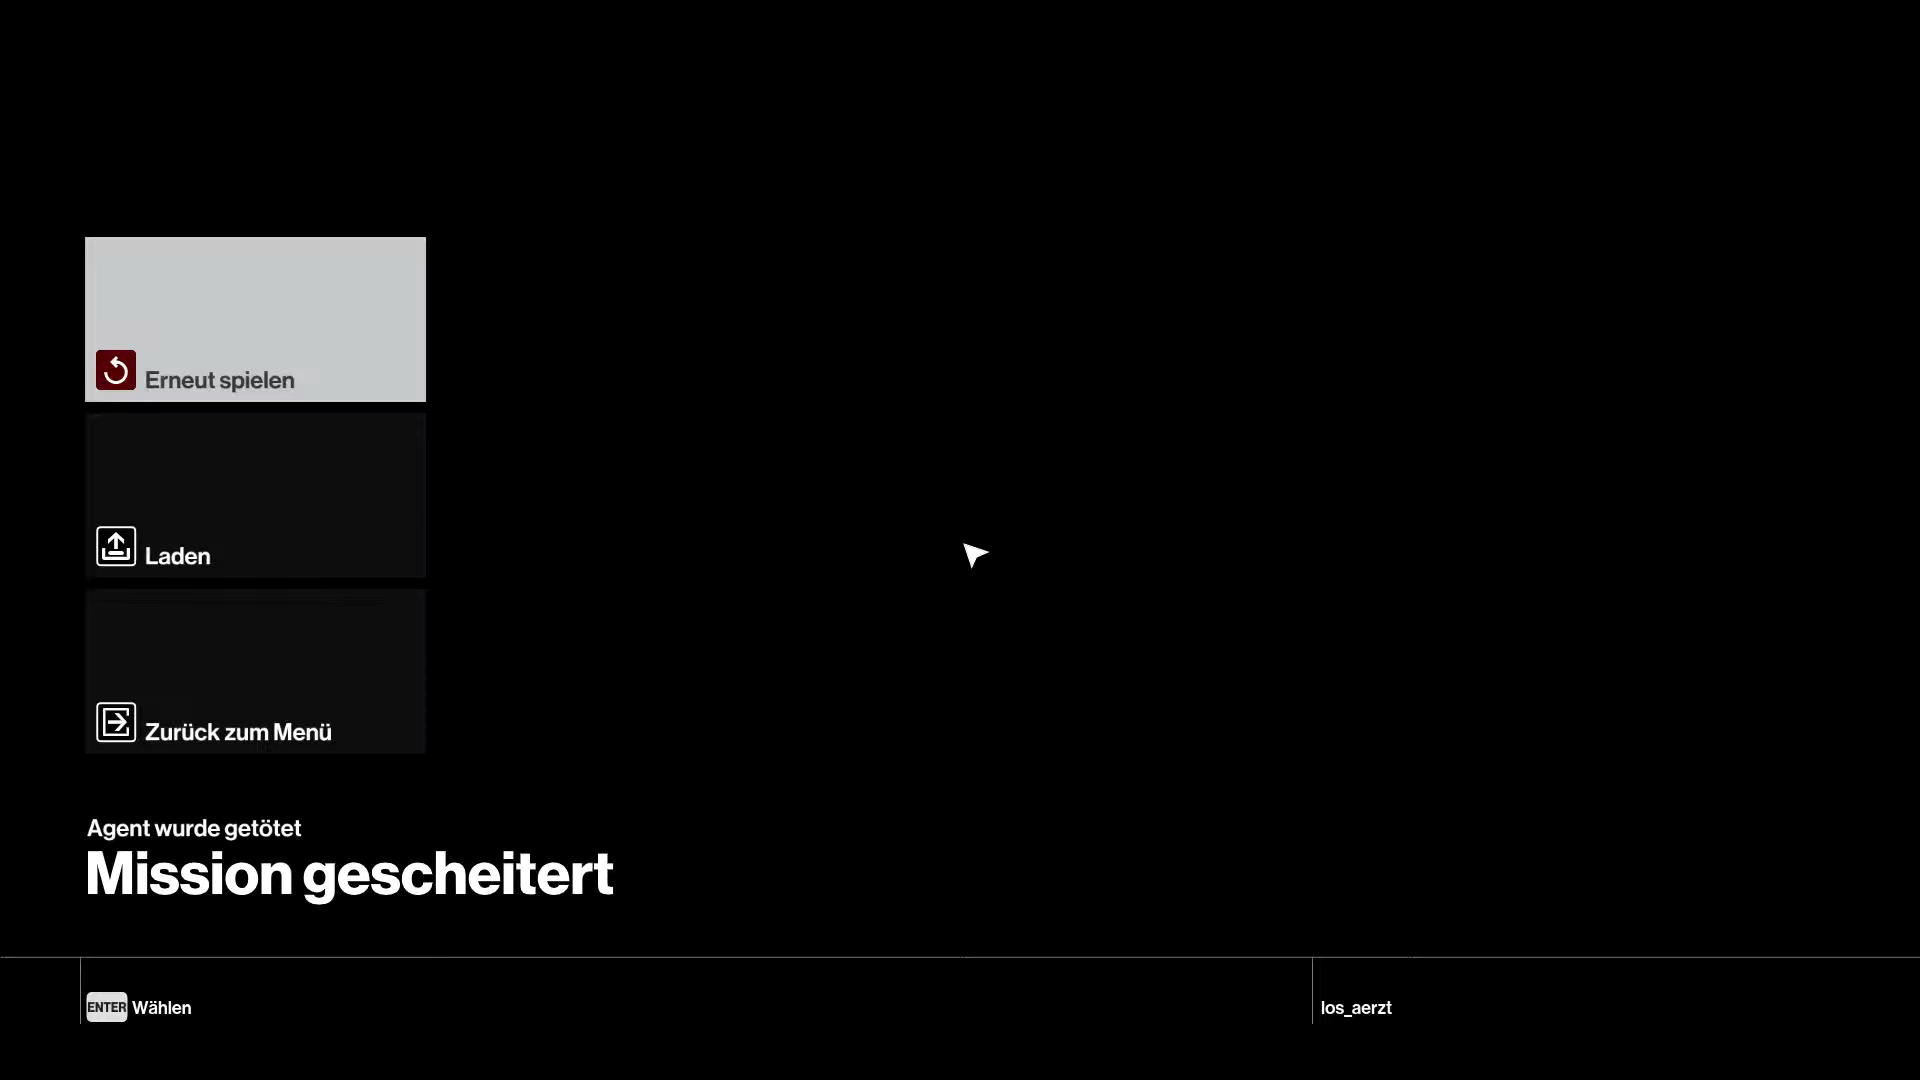 Erneut spielen
Laden
Zurück zum Menü
Agent wurde getötet
Mission gescheitert
ENTER Wählen
los_aerzt